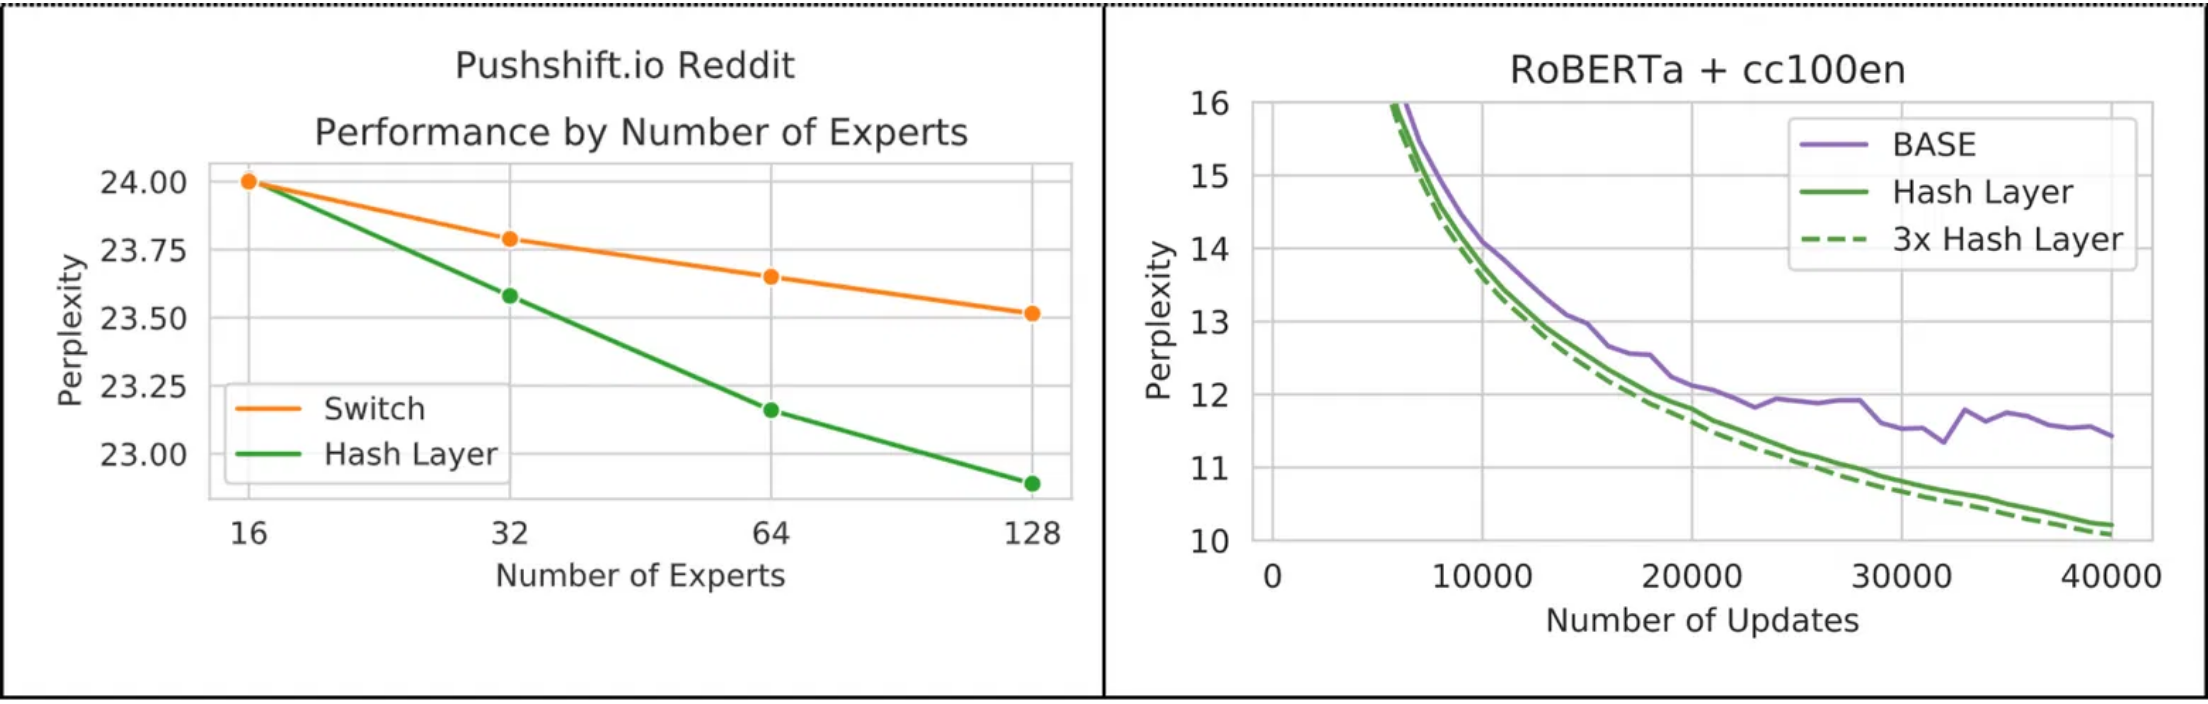 Pushshift.io Reddit
Performance by Number of Experts
24.00
23.75
23.50
23.25
23.00
Perplexity
Switch
Hash Layer
16 32 64 128
Number of Experts
RoBERTa + cc100en
16
15
14
13
12
11
10
Perplexity
BASE
Hash Layer
3x Hash Layer
0 10000 20000 30000 40000
Number of Updates